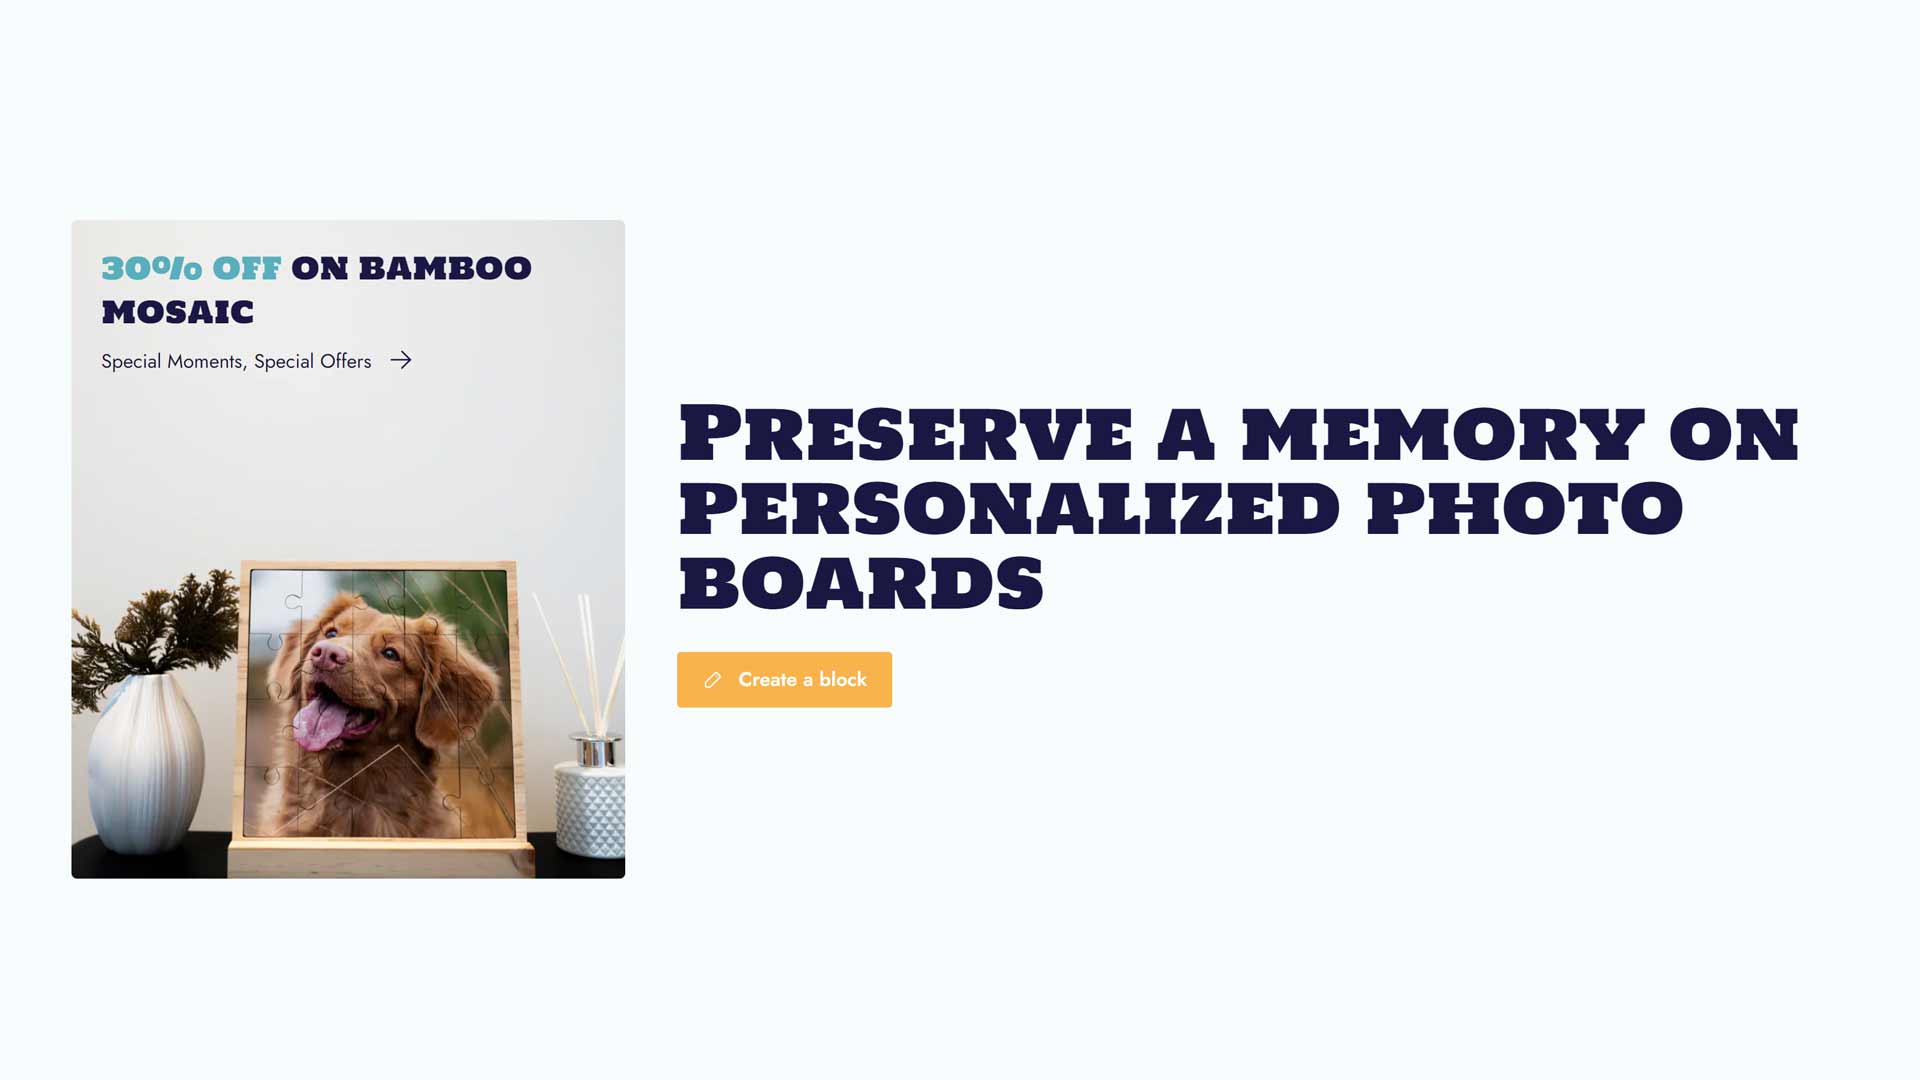 30% OFF ON BAMBOO
MOSAIC
Special Moments, Special Offers
PRESERVE A MEMORY ON
PERSONALIZED PHOTO
BOARDS
Create a block